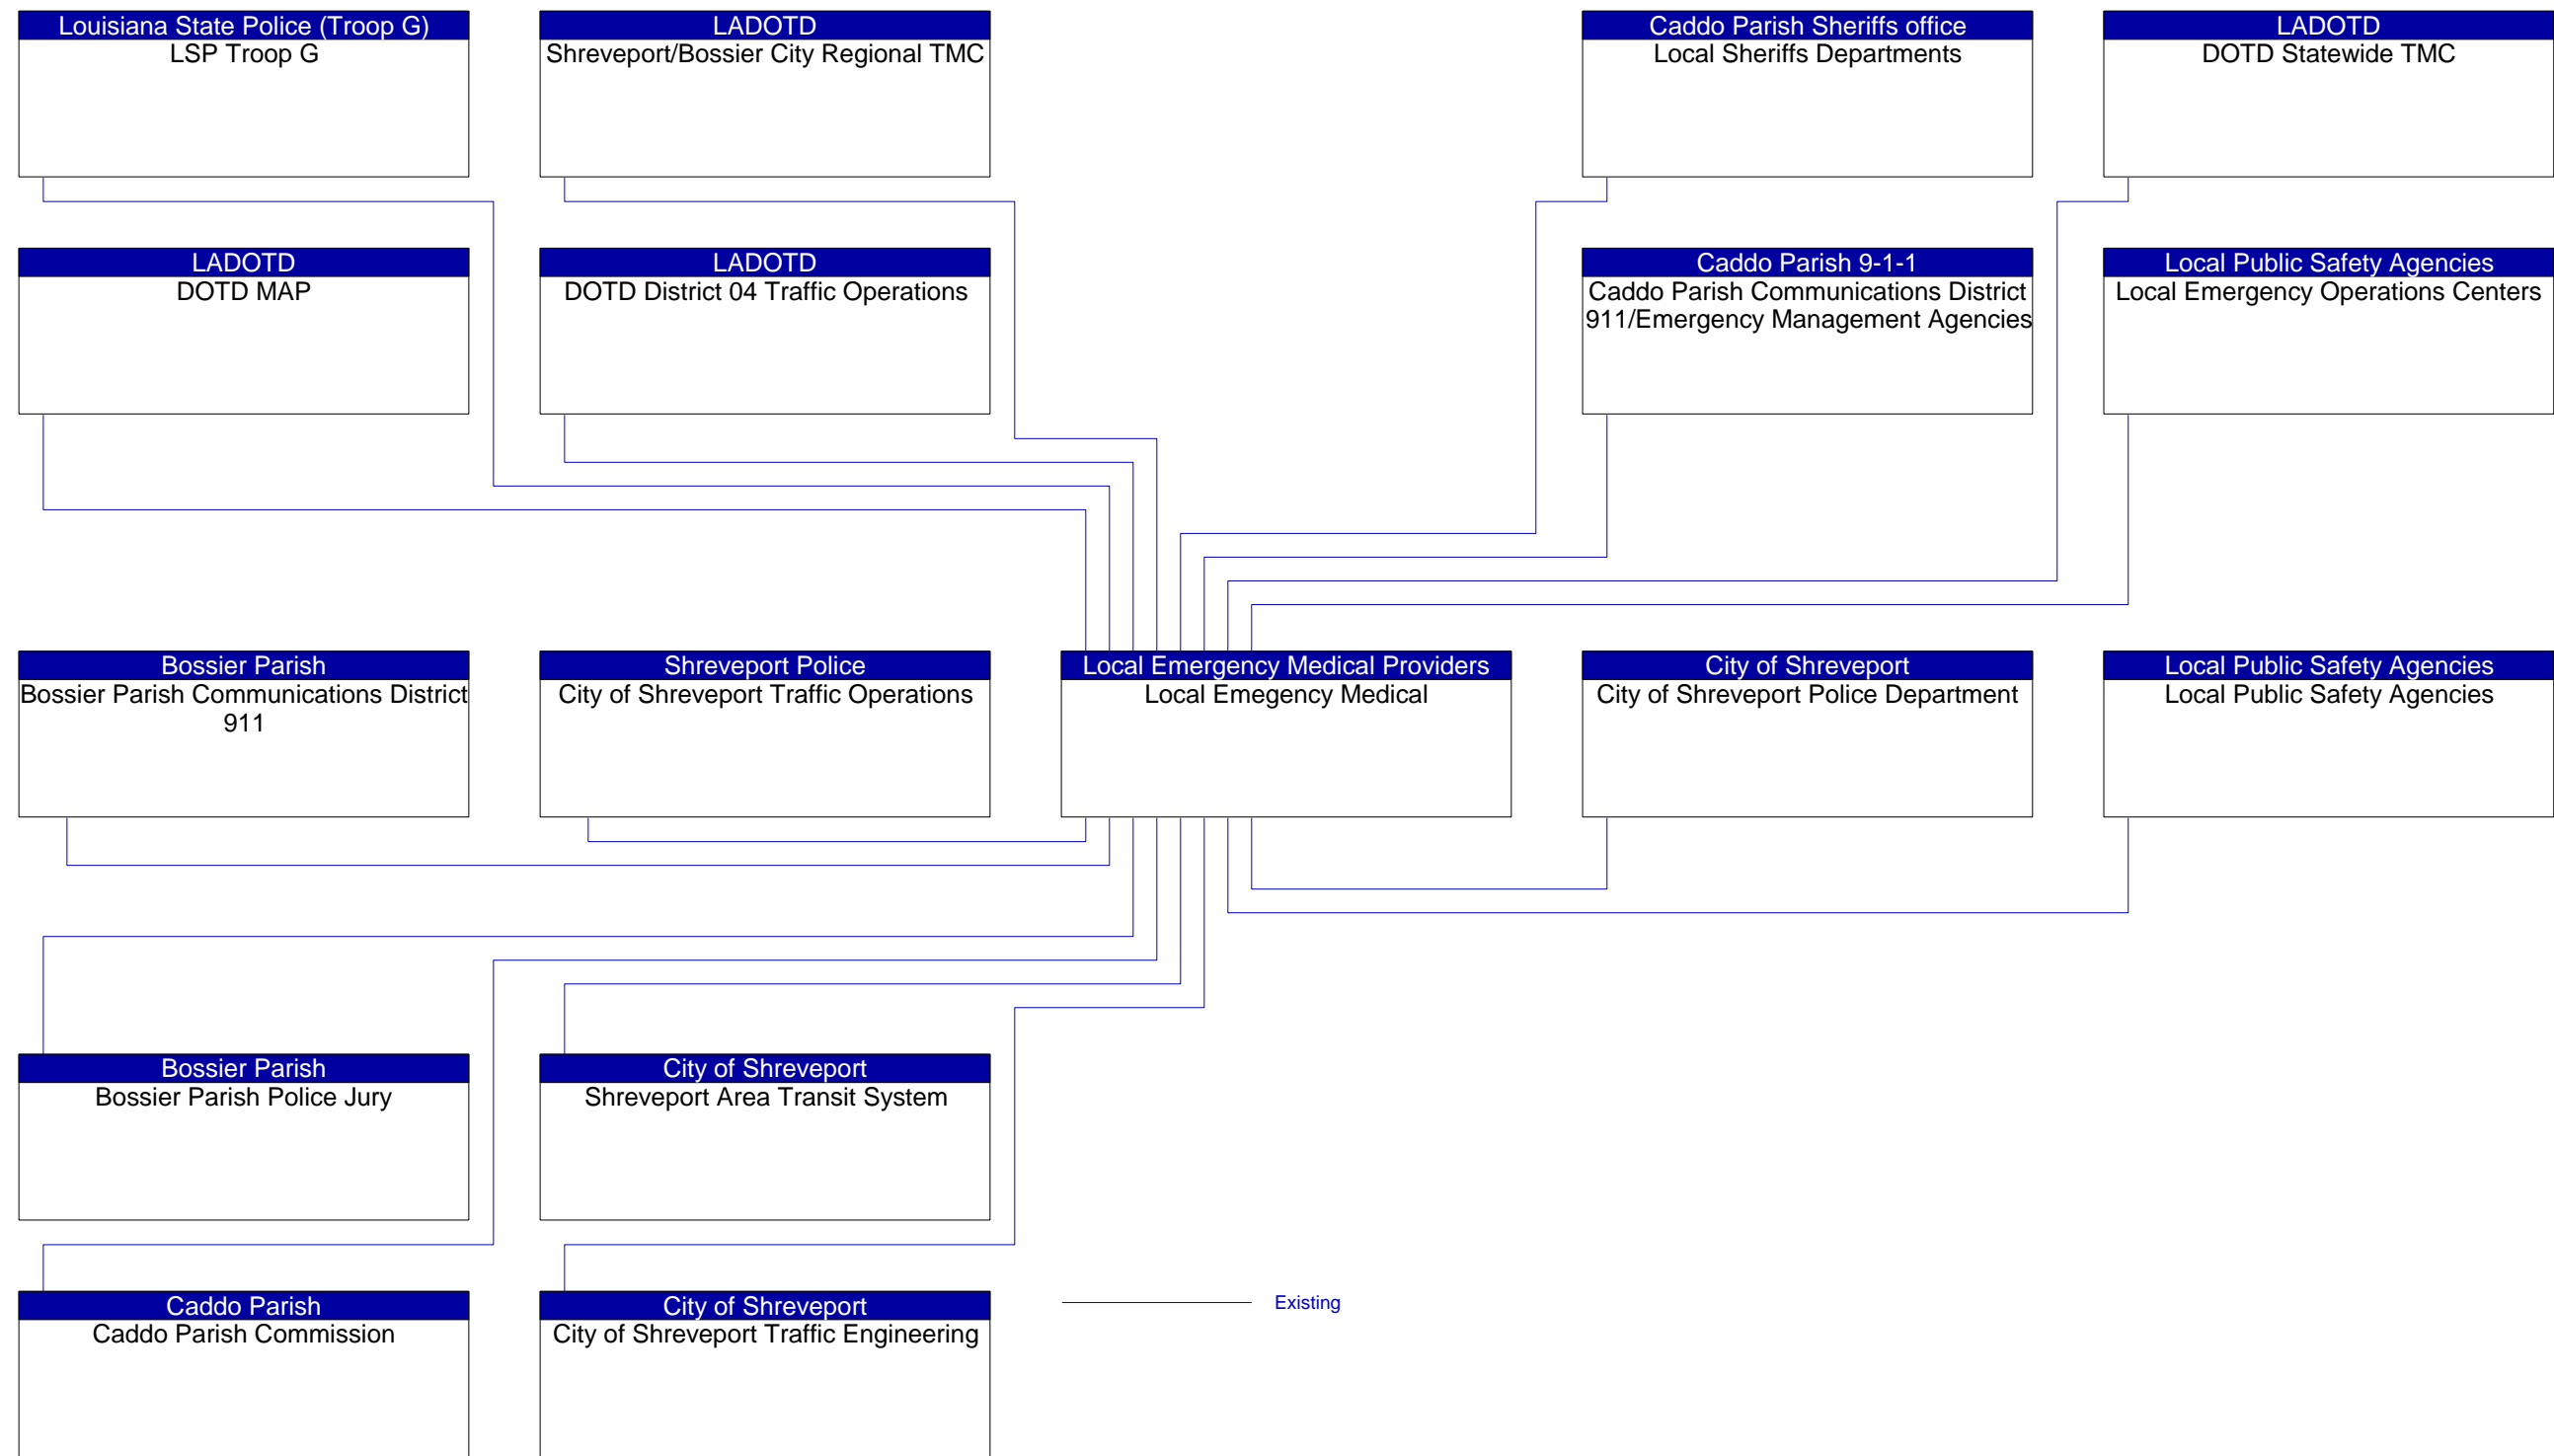 Louisiana State Police (Troop G)
LSP Troop G
LADOTD
Shreveport/Bossier City Regional TMC
Caddo Parish Sheriffs office
Local Sheriffs Departments
LADOTD
DOTD Statewide TMC
LADOTD
DOTD MAP
LADOTD
DOTD District 04 Traffic Operations
Caddo Parish 9-1-1
Caddo Parish Communications District
911/Emergency Management Agencies
Local Public Safety Agencies
Local Emergency Operations Centers
Bossier Parish
Bossier Parish Communications District
911
Shreveport Police
City of Shreveport Traffic Operations
Local Emergency Medical Providers
Local Emegency Medical
City of Shreveport
City of Shreveport Police Department
Local Public Safety Agencies
Local Public Safety Agencies
Bossier Parish
Bossier Parish Police Jury
City of Shreveport
Shreveport Area Transit System
Caddo Parish
Caddo Parish Commission
City of Shreveport
City of Shreveport Traffic Engineering
Existing